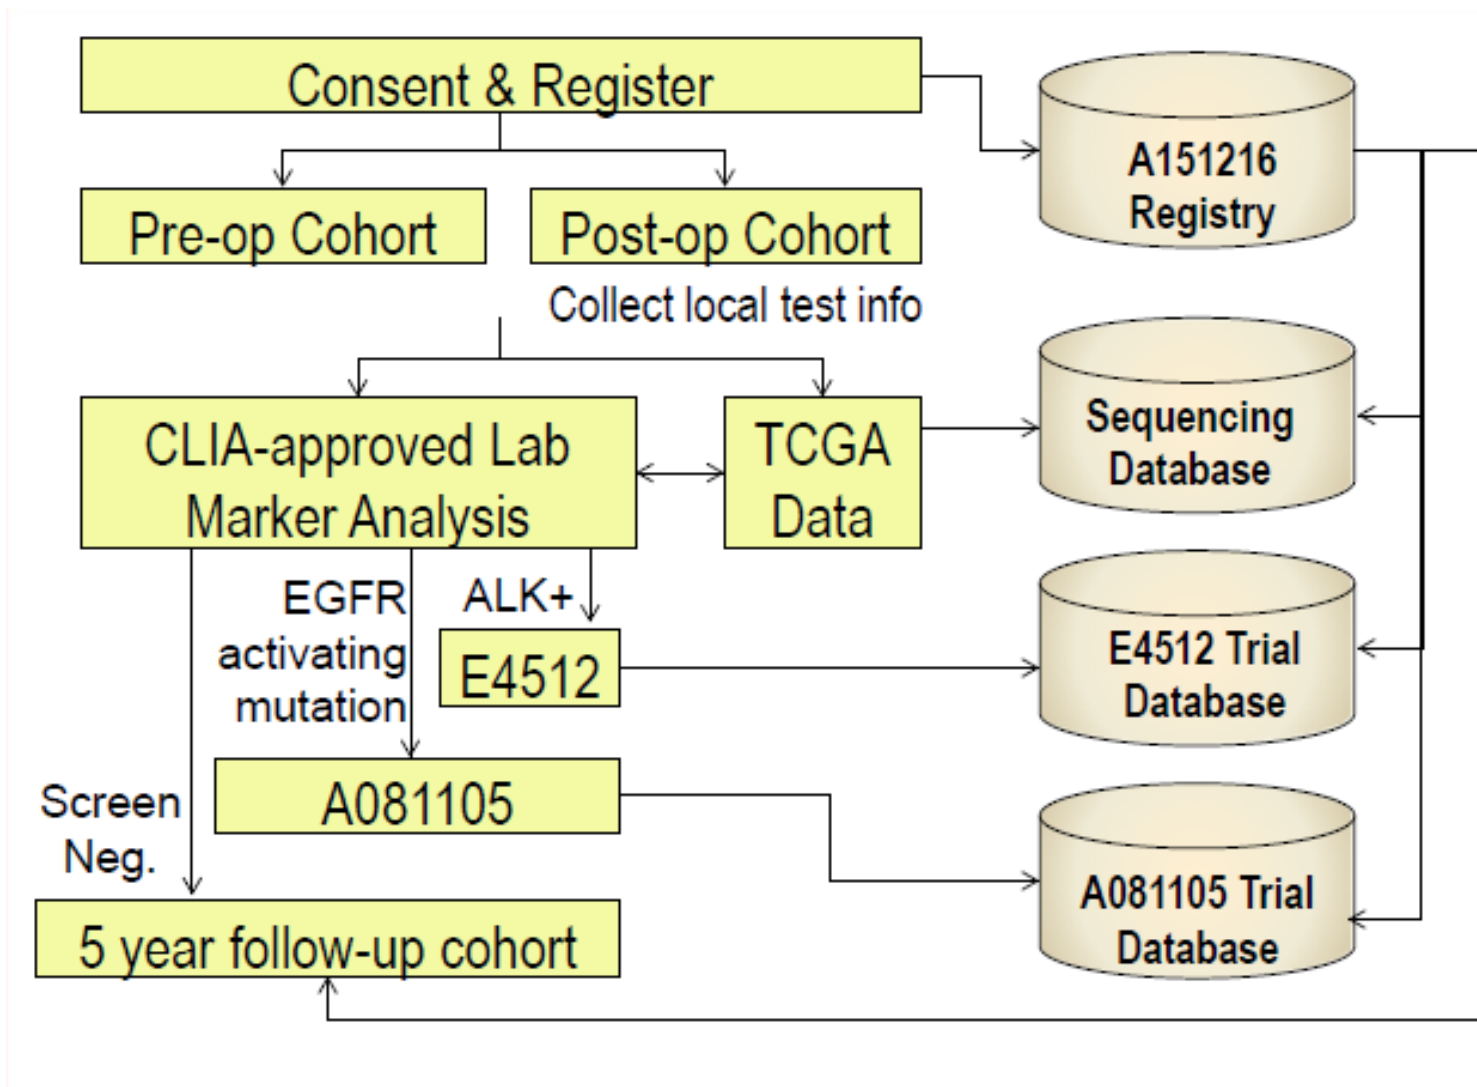 Consent & Register
A151216
Registry
Pre-op Cohort
Post-op Cohort
Collect local test info
CLIA-approved Lab
Marker Analysis
TCGA
Data
Sequencing
Database
EGFR
activating
mutation
ALK+
E4512
E4512 Trial
Database
A081105
Screen
Neg.
A081105 Trial
Database
5 year follow-up cohort